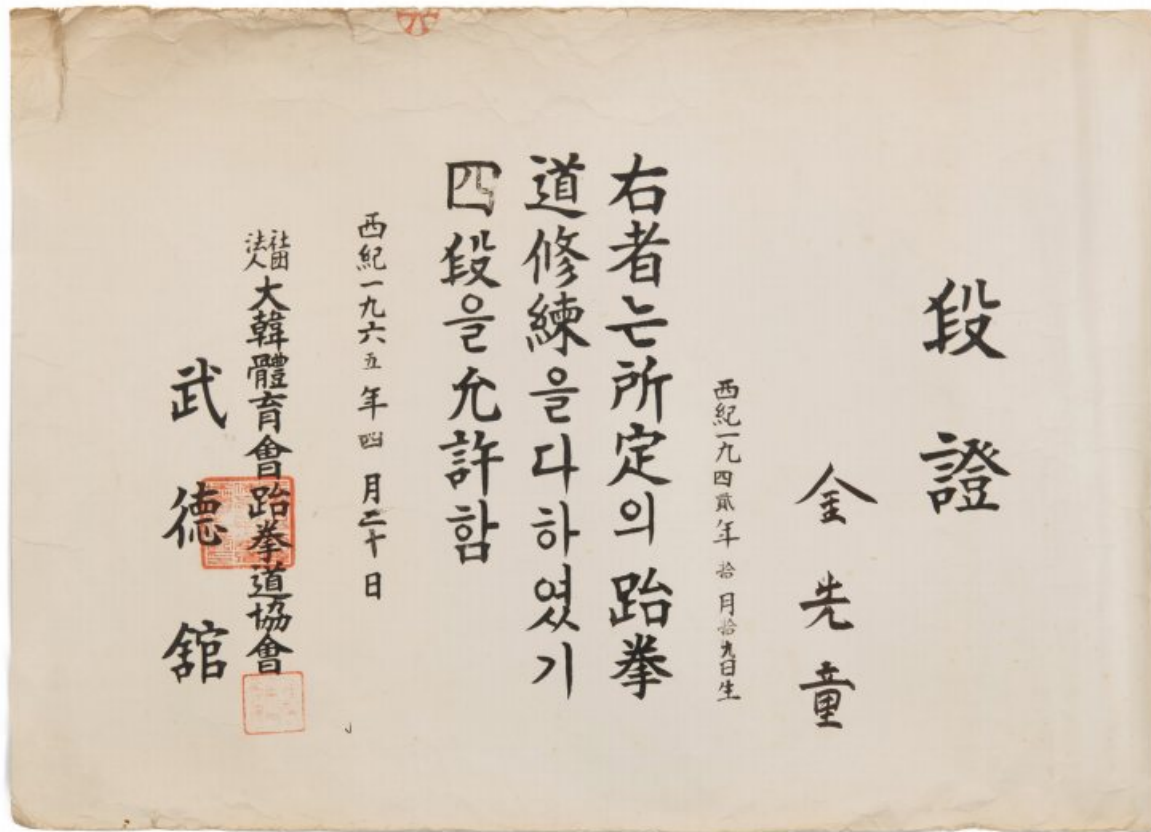 段證
金先童
西紀一九四貳年拾月拾九日生
右者는所定의跆拳
道修練을다하였기
四段을允許함
西紀一九六五年四月二十日
社団法人大韓體育會跆拳道協會
武德舘